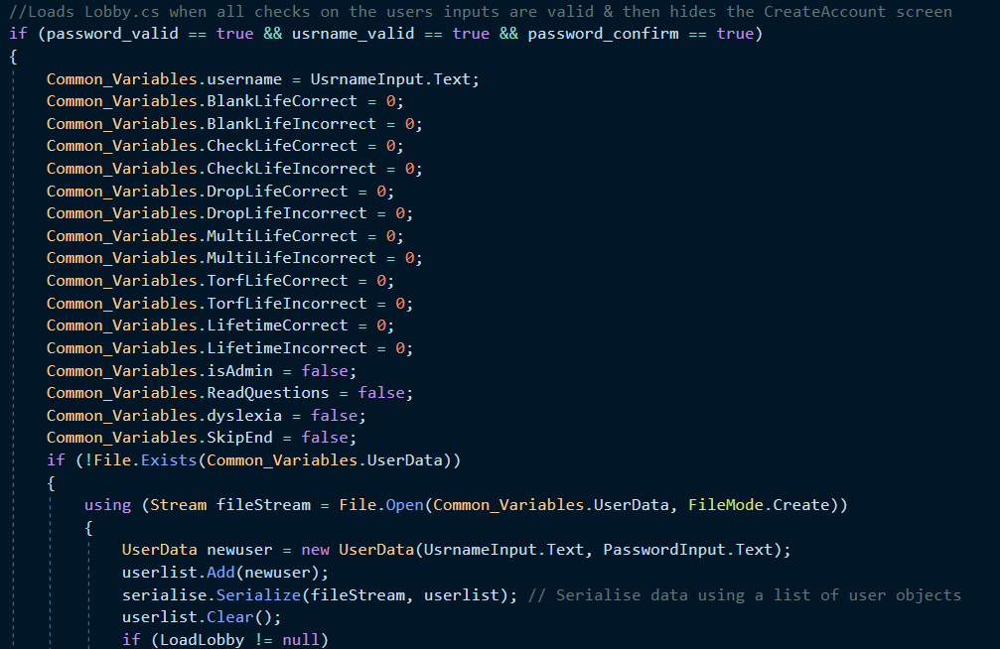 //Loads Lobby.cs when all checks on the users inputs are valid & then hides the CreateAccount screen
if (password_valid == true && usrname_valid == true && password_confirm == true)
{
Common_Variables.username = UsrnameInput.Text;
Common_Variables.BlankLifeCorrect = 0;
Common_Variables.BlankLifeIncorrect = 0;
Common_Variables.CheckLifeCorrect = 0;
Common_Variables.CheckLifeIncorrect = 0;
Common_Variables.DropLifeCorrect = 0;
Common_Variables.DropLifeIncorrect = 0;
Common_Variables.MultiLifeCorrect = 0;
Common_Variables.MultiLifeIncorrect = 0;
Common_Variables.TorfLifeCorrect = 0;
Common_Variables.TorfLifeIncorrect = 0;
Common_Variables.LifetimeCorrect = 0;
Common_Variables.LifetimeIncorrect = 0;
Common_Variables.isAdmin = false;
Common_Variables.ReadQuestions = false;
Common_Variables.dyslexia = false;
Common_Variables.SkipEnd = false;
if (!File.Exists(Common_Variables.UserData))
{
using (Stream fileStream = File.Open(Common_Variables.UserData, FileMode.Create))
{
UserData newuser = new UserData(UsrnameInput.Text, PasswordInput.Text);
userlist.Add(newuser);
serialise.Serialize(fileStream, userlist); // Serialise data using a list of user objects
userlist.Clear();
if (LoadLobby != null)